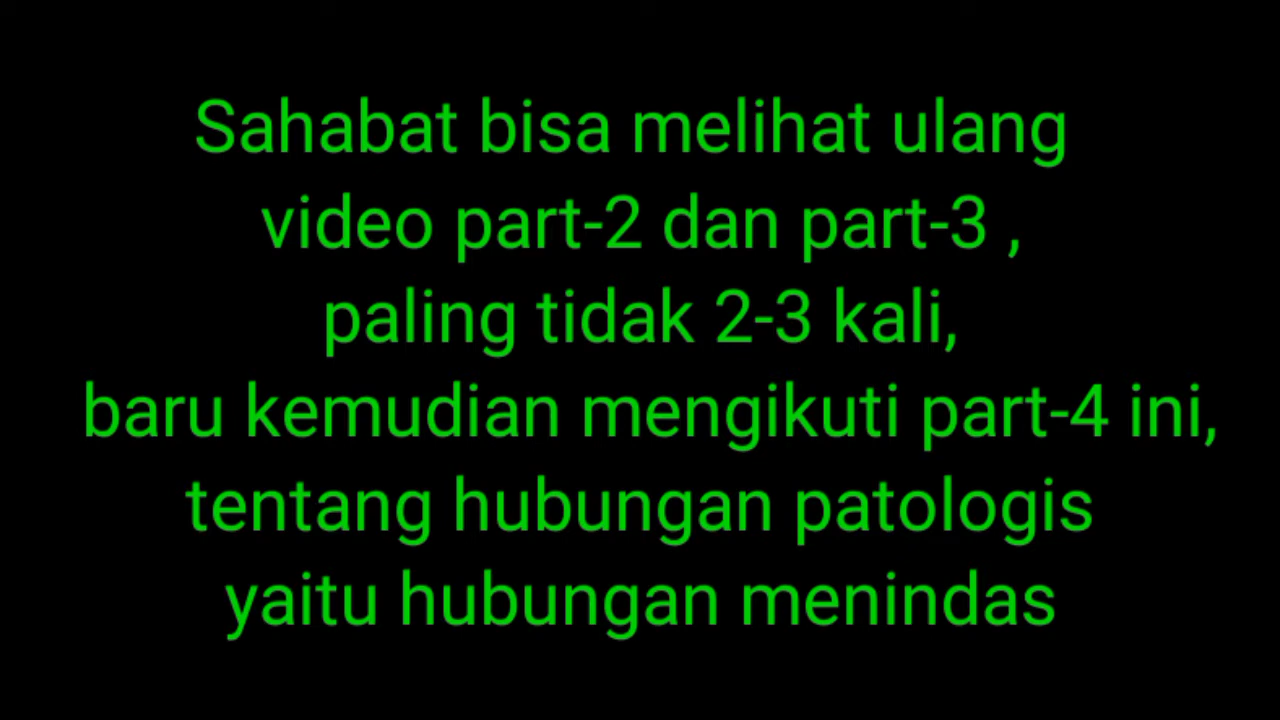 Sahabat bisa melihat ulang
video part-2 dan part-3 ,
paling tidak 2-3 kali,
baru kemudian mengikuti part-4 ini,
tentang hubungan patologis
yaitu hubungan menindas